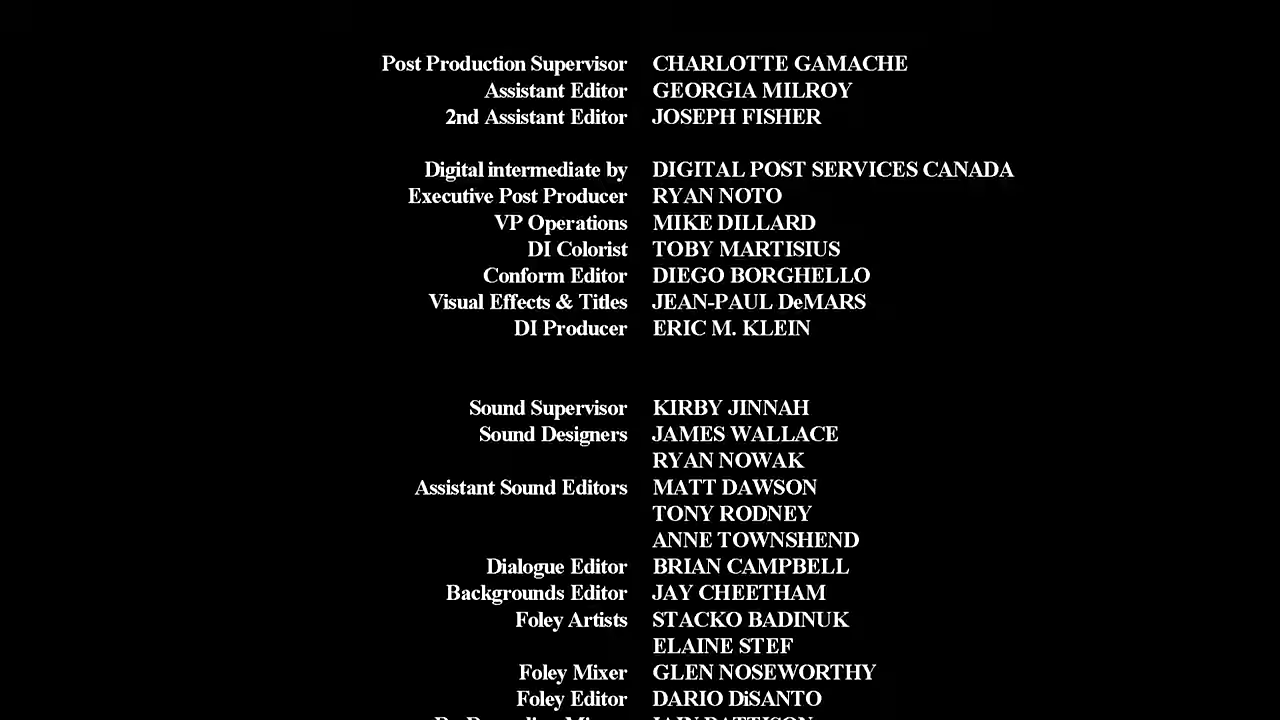 Post Production Supervisor CHARLOTTE GAMACHE
Assistant Editor GEORGIA MILROY
2nd Assistant Editor JOSEPH FISHER
Digital intermediate by DIGITAL POST SERVICES CANADA
Executive Post Producer RYAN NOTO
VP Operations MIKE DILLARD
DI Colorist TOBY MARTISIUS
Conform Editor DIEGO BORGHELLO
Visual Effects & Titles JEAN-PAUL DeMARS
DI Producer ERIC M. KLEIN
Sound Supervisor KIRBY JINNAH
Sound Designers JAMES WALLACE
RYAN NOWAK
Assistant Sound Editors MATT DAWSON
TONY RODNEY
ANNE TOWNSHEND
Dialogue Editor BRIAN CAMPBELL
Backgrounds Editor JAY CHEETHAM
Foley Artists STACKO BADINUK
ELAINE STEF
Foley Mixer GLEN NOSEWORTHY
Foley Editor DARIO DiSANTO